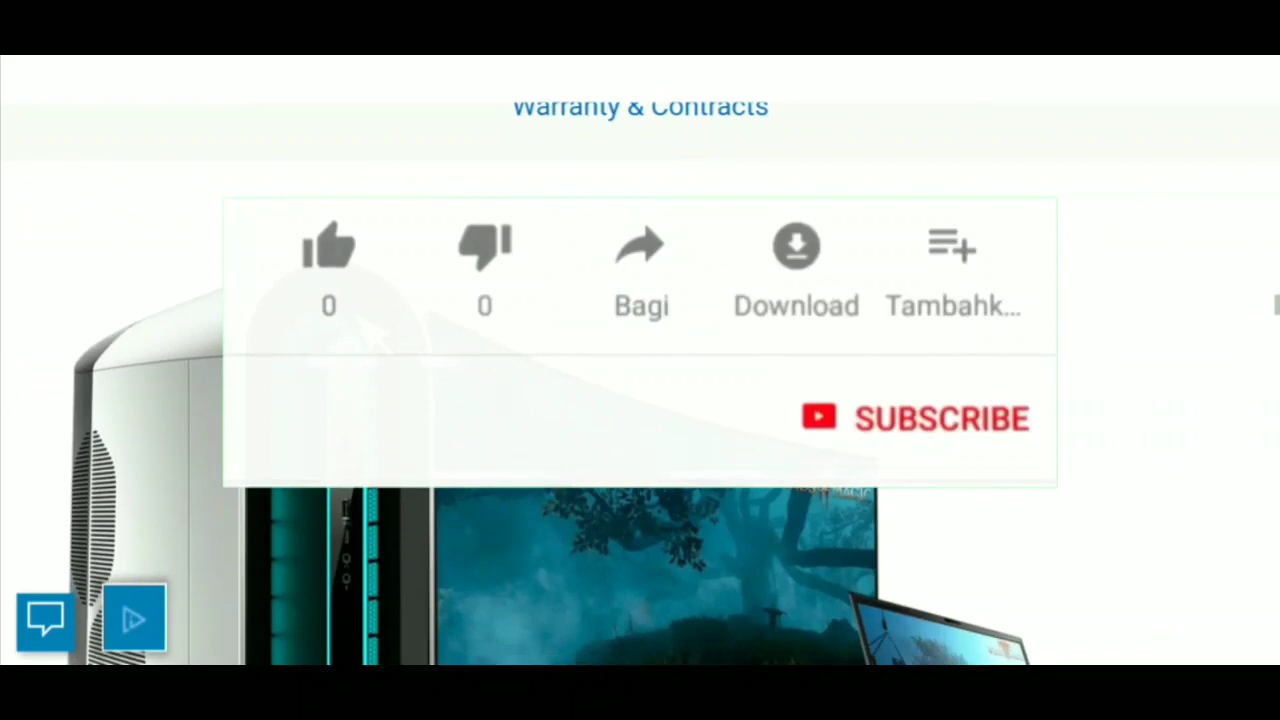 Warranty & Contracts
0
0
Bagi
Download
Tambahk...
SUBSCRIBE